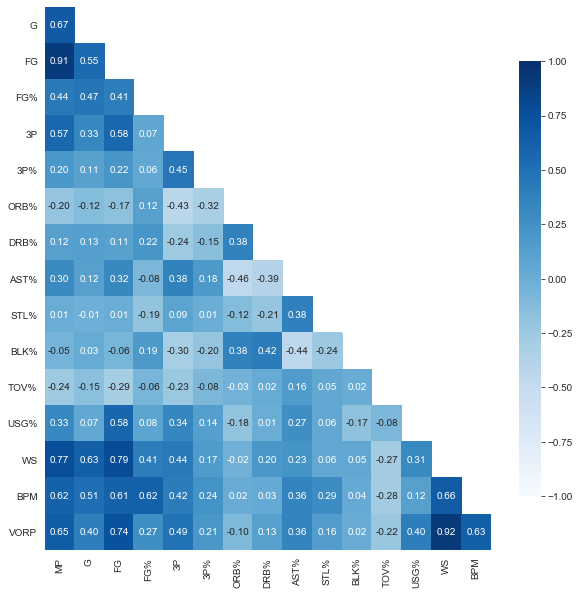 G 0.67
FG 0.91 0.55
FG% 0.44 0.47 0.41
3P 0.57 0.33 0.58 0.07
3P% 0.20 0.11 0.22 0.06 0.45
ORB% -0.20 -0.12 -0.17 0.12 -0.43 -0.32
DRB% 0.12 0.13 0.11 0.22 -0.24 -0.15 0.38
AST% 0.30 0.12 0.32 -0.08 0.38 0.18 -0.46 -0.39
STL% 0.01 -0.01 0.01 -0.19 0.09 0.01 -0.12 -0.21 0.38
BLK% -0.05 0.03 -0.06 0.19 -0.30 -0.20 0.38 0.42 -0.44 -0.24
TOV% -0.24 -0.15 -0.29 -0.06 -0.23 -0.08 -0.03 0.02 0.16 0.05 0.02
USG% 0.33 0.07 0.58 0.08 0.34 0.14 -0.18 0.01 0.27 0.06 -0.17 -0.08
WS 0.77 0.63 0.79 0.41 0.44 0.17 -0.02 0.20 0.23 0.06 0.05 -0.27 0.31
BPM 0.62 0.51 0.61 0.62 0.42 0.24 0.02 0.03 0.36 0.29 0.04 -0.28 0.12 0.66
VORP 0.65 0.40 0.74 0.27 0.49 0.21 -0.10 0.13 0.36 0.16 0.02 -0.22 0.40 0.92 0.63
MP G FG FG% 3P 3P% ORB% DRB% AST% STL% BLK% TOV% USG% WS BPM
1.00
0.75
0.50
0.25
0.00
−0.25
−0.50
−0.75
−1.00